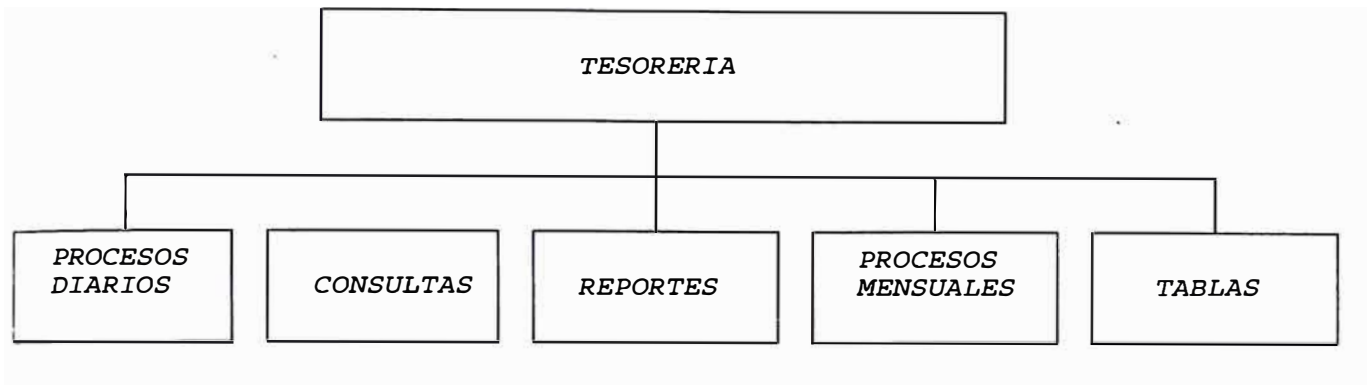 TESORERIA
PROCESOS
DIARIOS
CONSULTAS
REPORTES
PROCESOS
MENSUALES
TABLAS